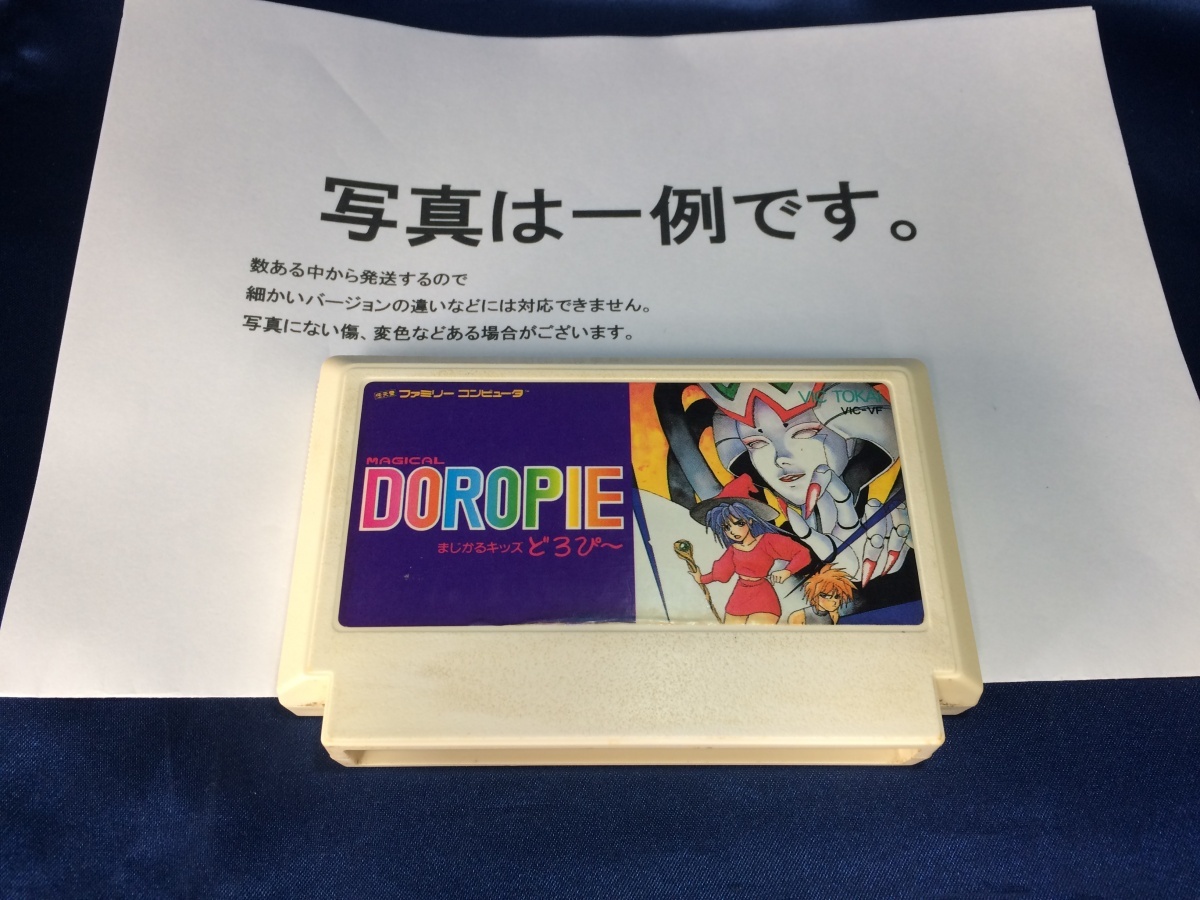 写真は一例です。
数ある中から発送するので
細かいバージョンの違いなどには対応できません。
写真にない傷、変色などある場合がございます。
ファミリー コンピュータ™
VIC TOKAI
VIC-VF
MAGICAL
DOROPIE
まじかるキッズ どろぴ〜